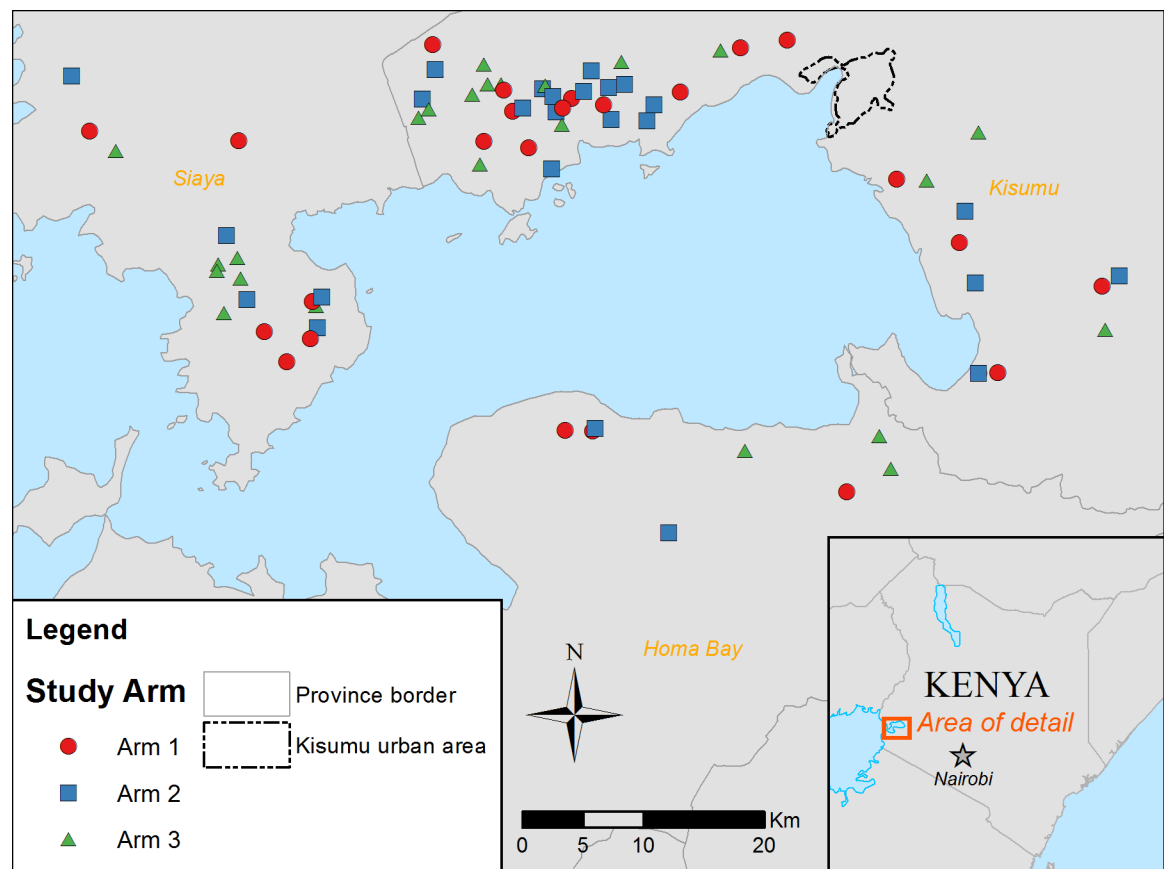 Siaya
Kisumu
Homa Bay
Legend
Study Arm
Province border
Kisumu urban area
Arm 1
Arm 2
Arm 3
N
Km
0 5 10 20
KENYA
Area of detail
Nairobi